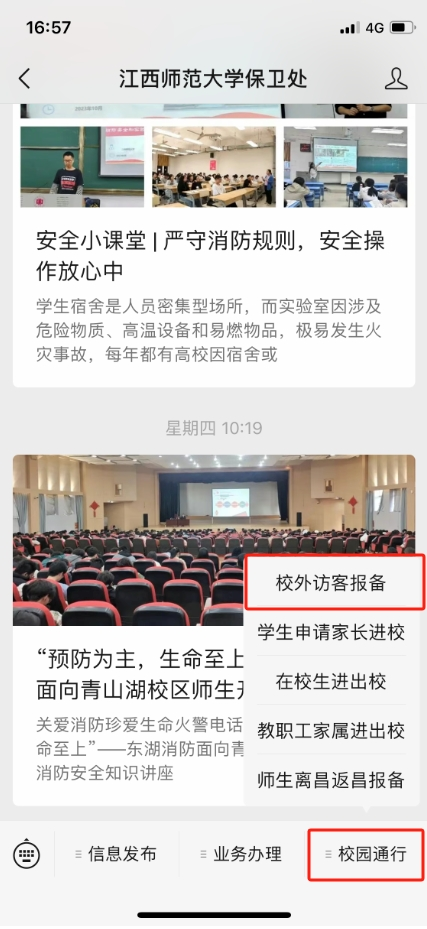 16:57
4G
江西师范大学保卫处
安全小课堂 | 严守消防规则，安全操
作放心中
学生宿舍是人员密集型场所，而实验室因涉及
危险物质、高温设备和易燃物品，极易发生火
灾事故，每年都有高校因宿舍或
星期四 10:19
“预防为主，生命至上
面向青山湖校区师生
关爱消防珍爱生命火警电话
命至上”——东湖消防面向青
消防安全知识讲座
校外访客报备
学生申请家长进校
在校生进出校
教职工家属进出校
师生离昌返昌报备
信息发布
业务办理
校园通行